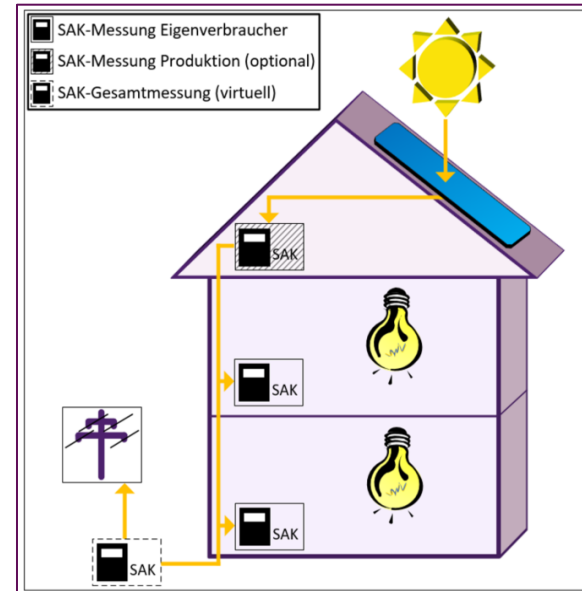 SAK-Messung Eigenverbraucher
SAK-Messung Produktion (optional)
SAK-Gesamtmessung (virtuell)
SAK
SAK
SAK
SAK